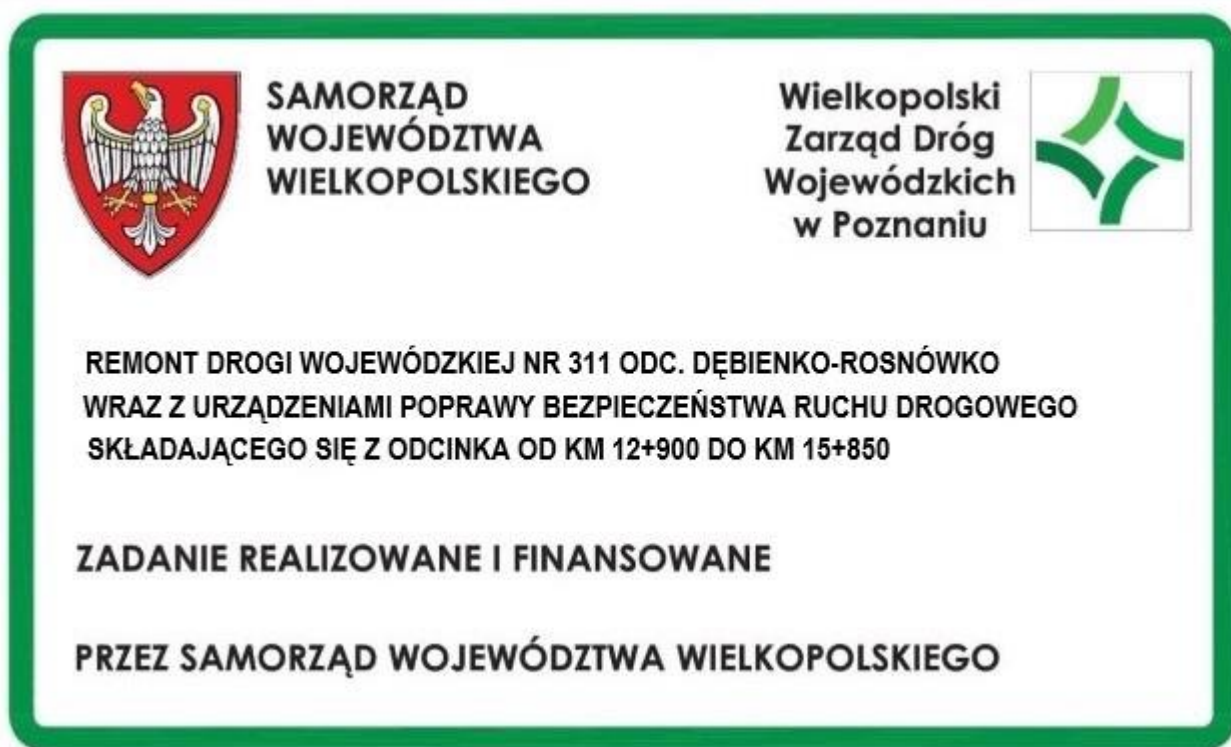 SAMORZĄD
WOJEWÓDZTWA
WIELKOPOLSKIEGO
Wielkopolski
Zarząd Dróg
Wojewódzkich
w Poznaniu
REMONT DROGI WOJEWÓDZKIEJ NR 311 ODC. DĘBIENKO-ROSNÓWKO
WRAZ Z URZĄDZENIAMI POPRAWY BEZPIECZEŃSTWA RUCHU DROGOWEGO
SKŁADAJĄCEGO SIĘ Z ODCINKA OD KM 12+900 DO KM 15+850
ZADANIE REALIZOWANE I FINANSOWANE
PRZEZ SAMORZĄD WOJEWÓDZTWA WIELKOPOLSKIEGO